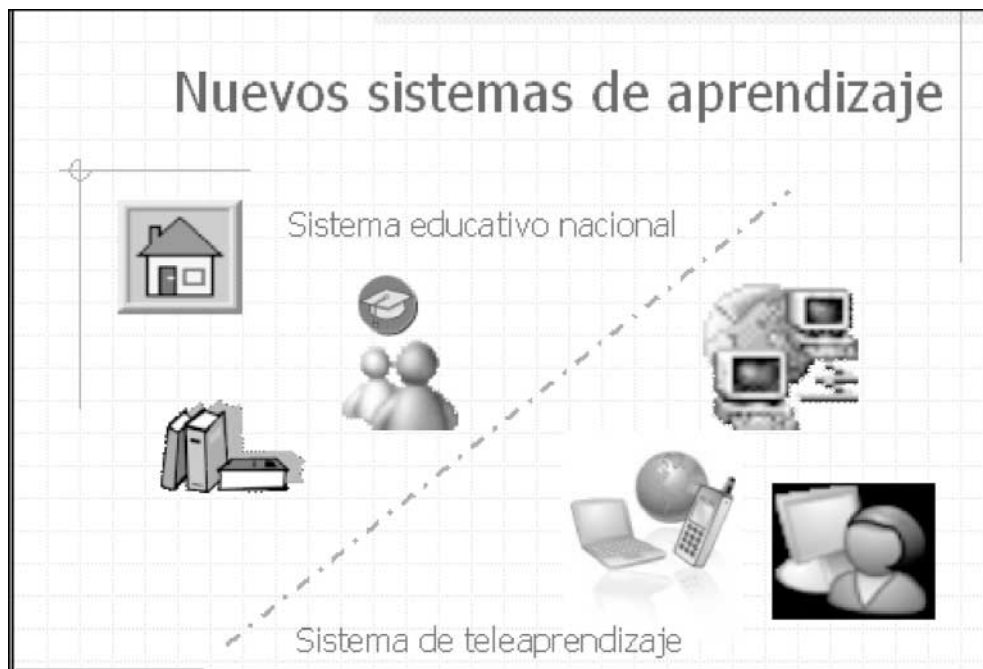 Nuevos sistemas de aprendizaje
Sistema educativo nacional
Sistema de teleaprendizaje